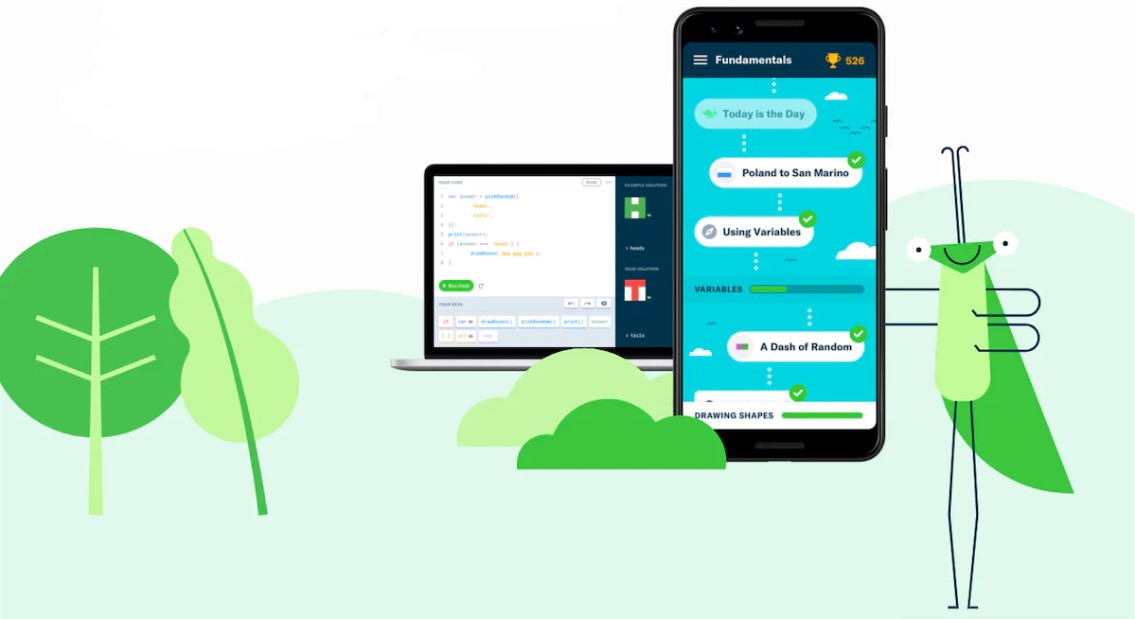 YOUR CODE
1 var answer = pickRandom([
2 'heads',
3 'tails',
4 ]);
5 print(answer);
6 if (answer === 'heads') {
7
8 }
Run Code
YOUR KEYS
if var drawBoxes() pickRandom() print() answer
EXAMPLE SOLUTION
> heads
YOUR SOLUTION
> tails
Fundamentals 526
Today is the Day
Poland to San Marino
Using Variables
VARIABLES
A Dash of Random
DRAWING SHAPES